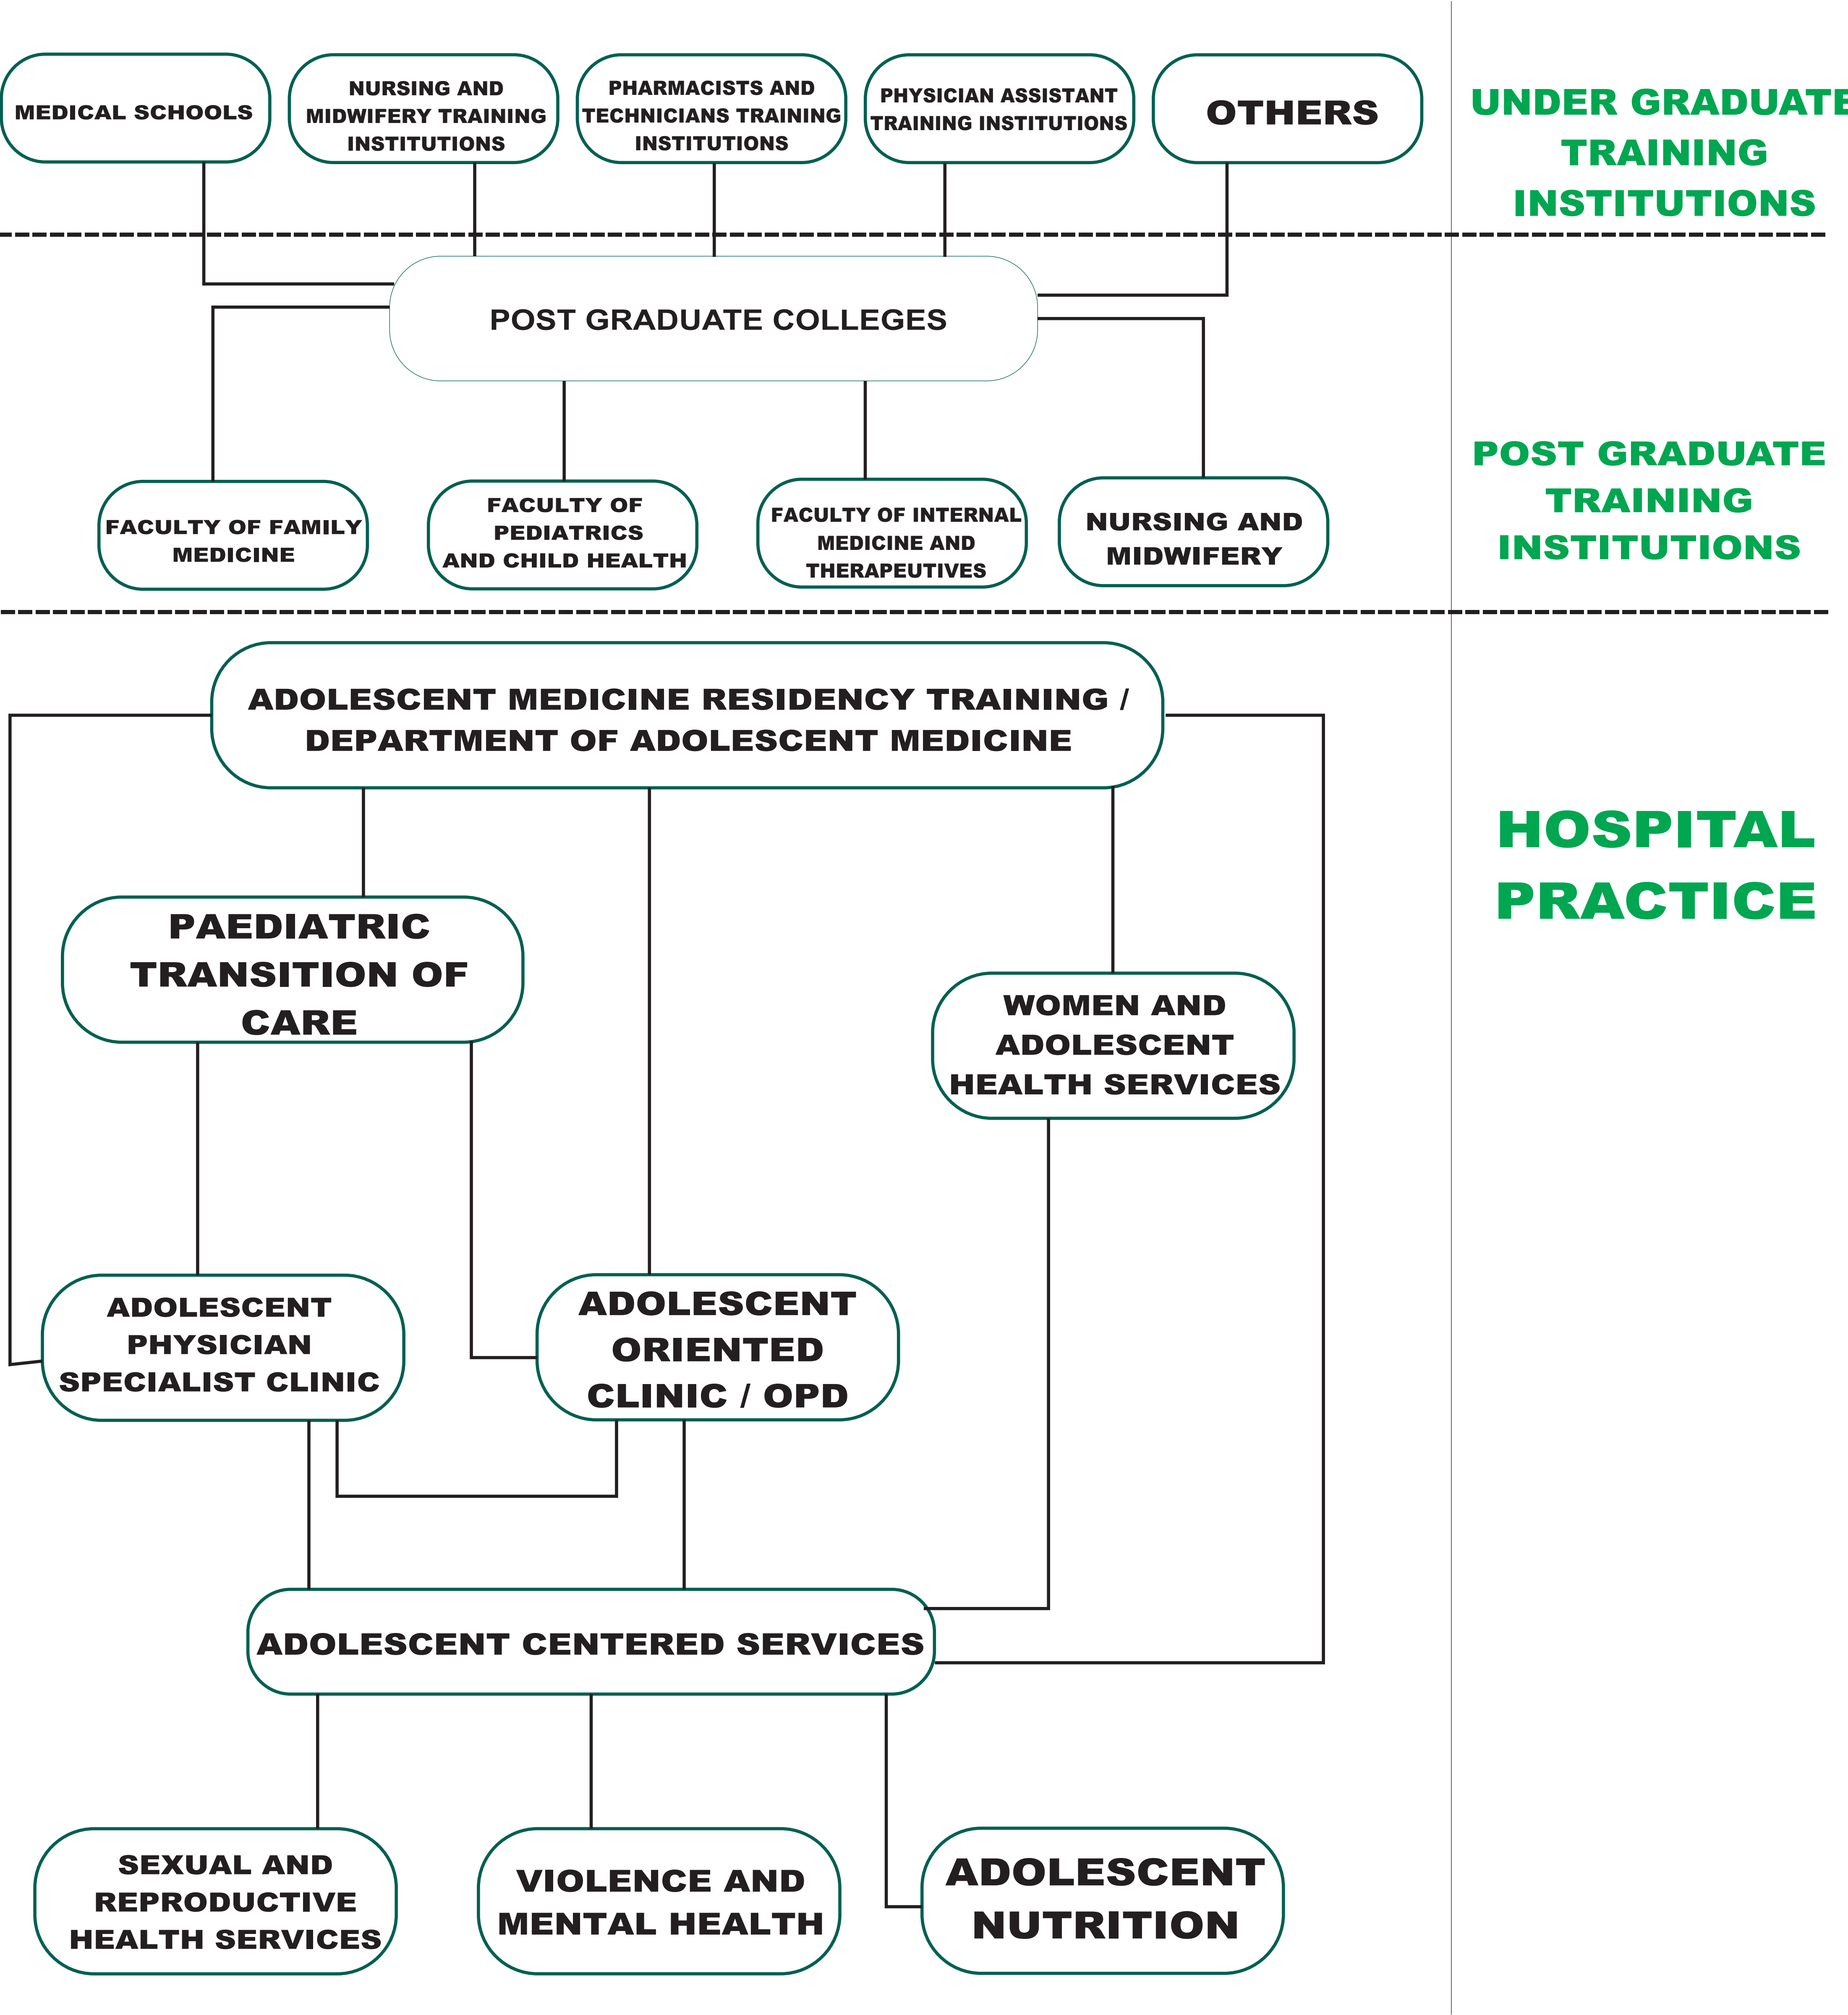 MEDICAL SCHOOLS
NURSING AND
MIDWIFERY TRAINING
INSTITUTIONS
PHARMACISTS AND
TECHNICIANS TRAINING
INSTITUTIONS
PHYSICIAN ASSISTANT
TRAINING INSTITUTIONS
OTHERS
UNDER GRADUATE
TRAINING
INSTITUTIONS
POST GRADUATE COLLEGES
FACULTY OF FAMILY
MEDICINE
FACULTY OF
PEDIATRICS
AND CHILD HEALTH
FACULTY OF INTERNAL
MEDICINE AND
THERAPEUTIVES
NURSING AND
MIDWIFERY
POST GRADUATE
TRAINING
INSTITUTIONS
ADOLESCENT MEDICINE RESIDENCY TRAINING /
DEPARTMENT OF ADOLESCENT MEDICINE
HOSPITAL
PRACTICE
PAEDIATRIC
TRANSITION OF
CARE
WOMEN AND
ADOLESCENT
HEALTH SERVICES
ADOLESCENT
PHYSICIAN
SPECIALIST CLINIC
ADOLESCENT
ORIENTED
CLINIC / OPD
ADOLESCENT CENTERED SERVICES
SEXUAL AND
REPRODUCTIVE
HEALTH SERVICES
VIOLENCE AND
MENTAL HEALTH
ADOLESCENT
NUTRITION